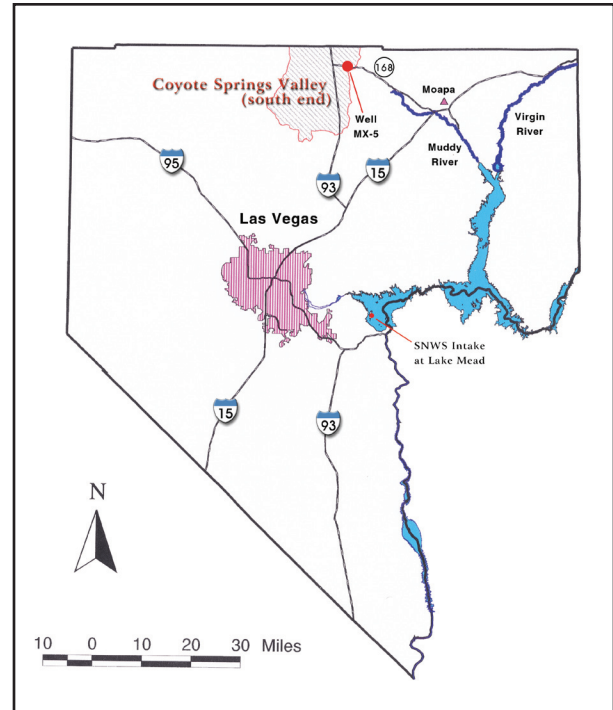 168
Coyote Springs Valley
(south end)
Well
MX-5
Moapa
Virgin
River
Muddy
River
95
93
15
Las Vegas
SNWS Intake
at Lake Mead
15
93
N
10 0 10 20 30 Miles